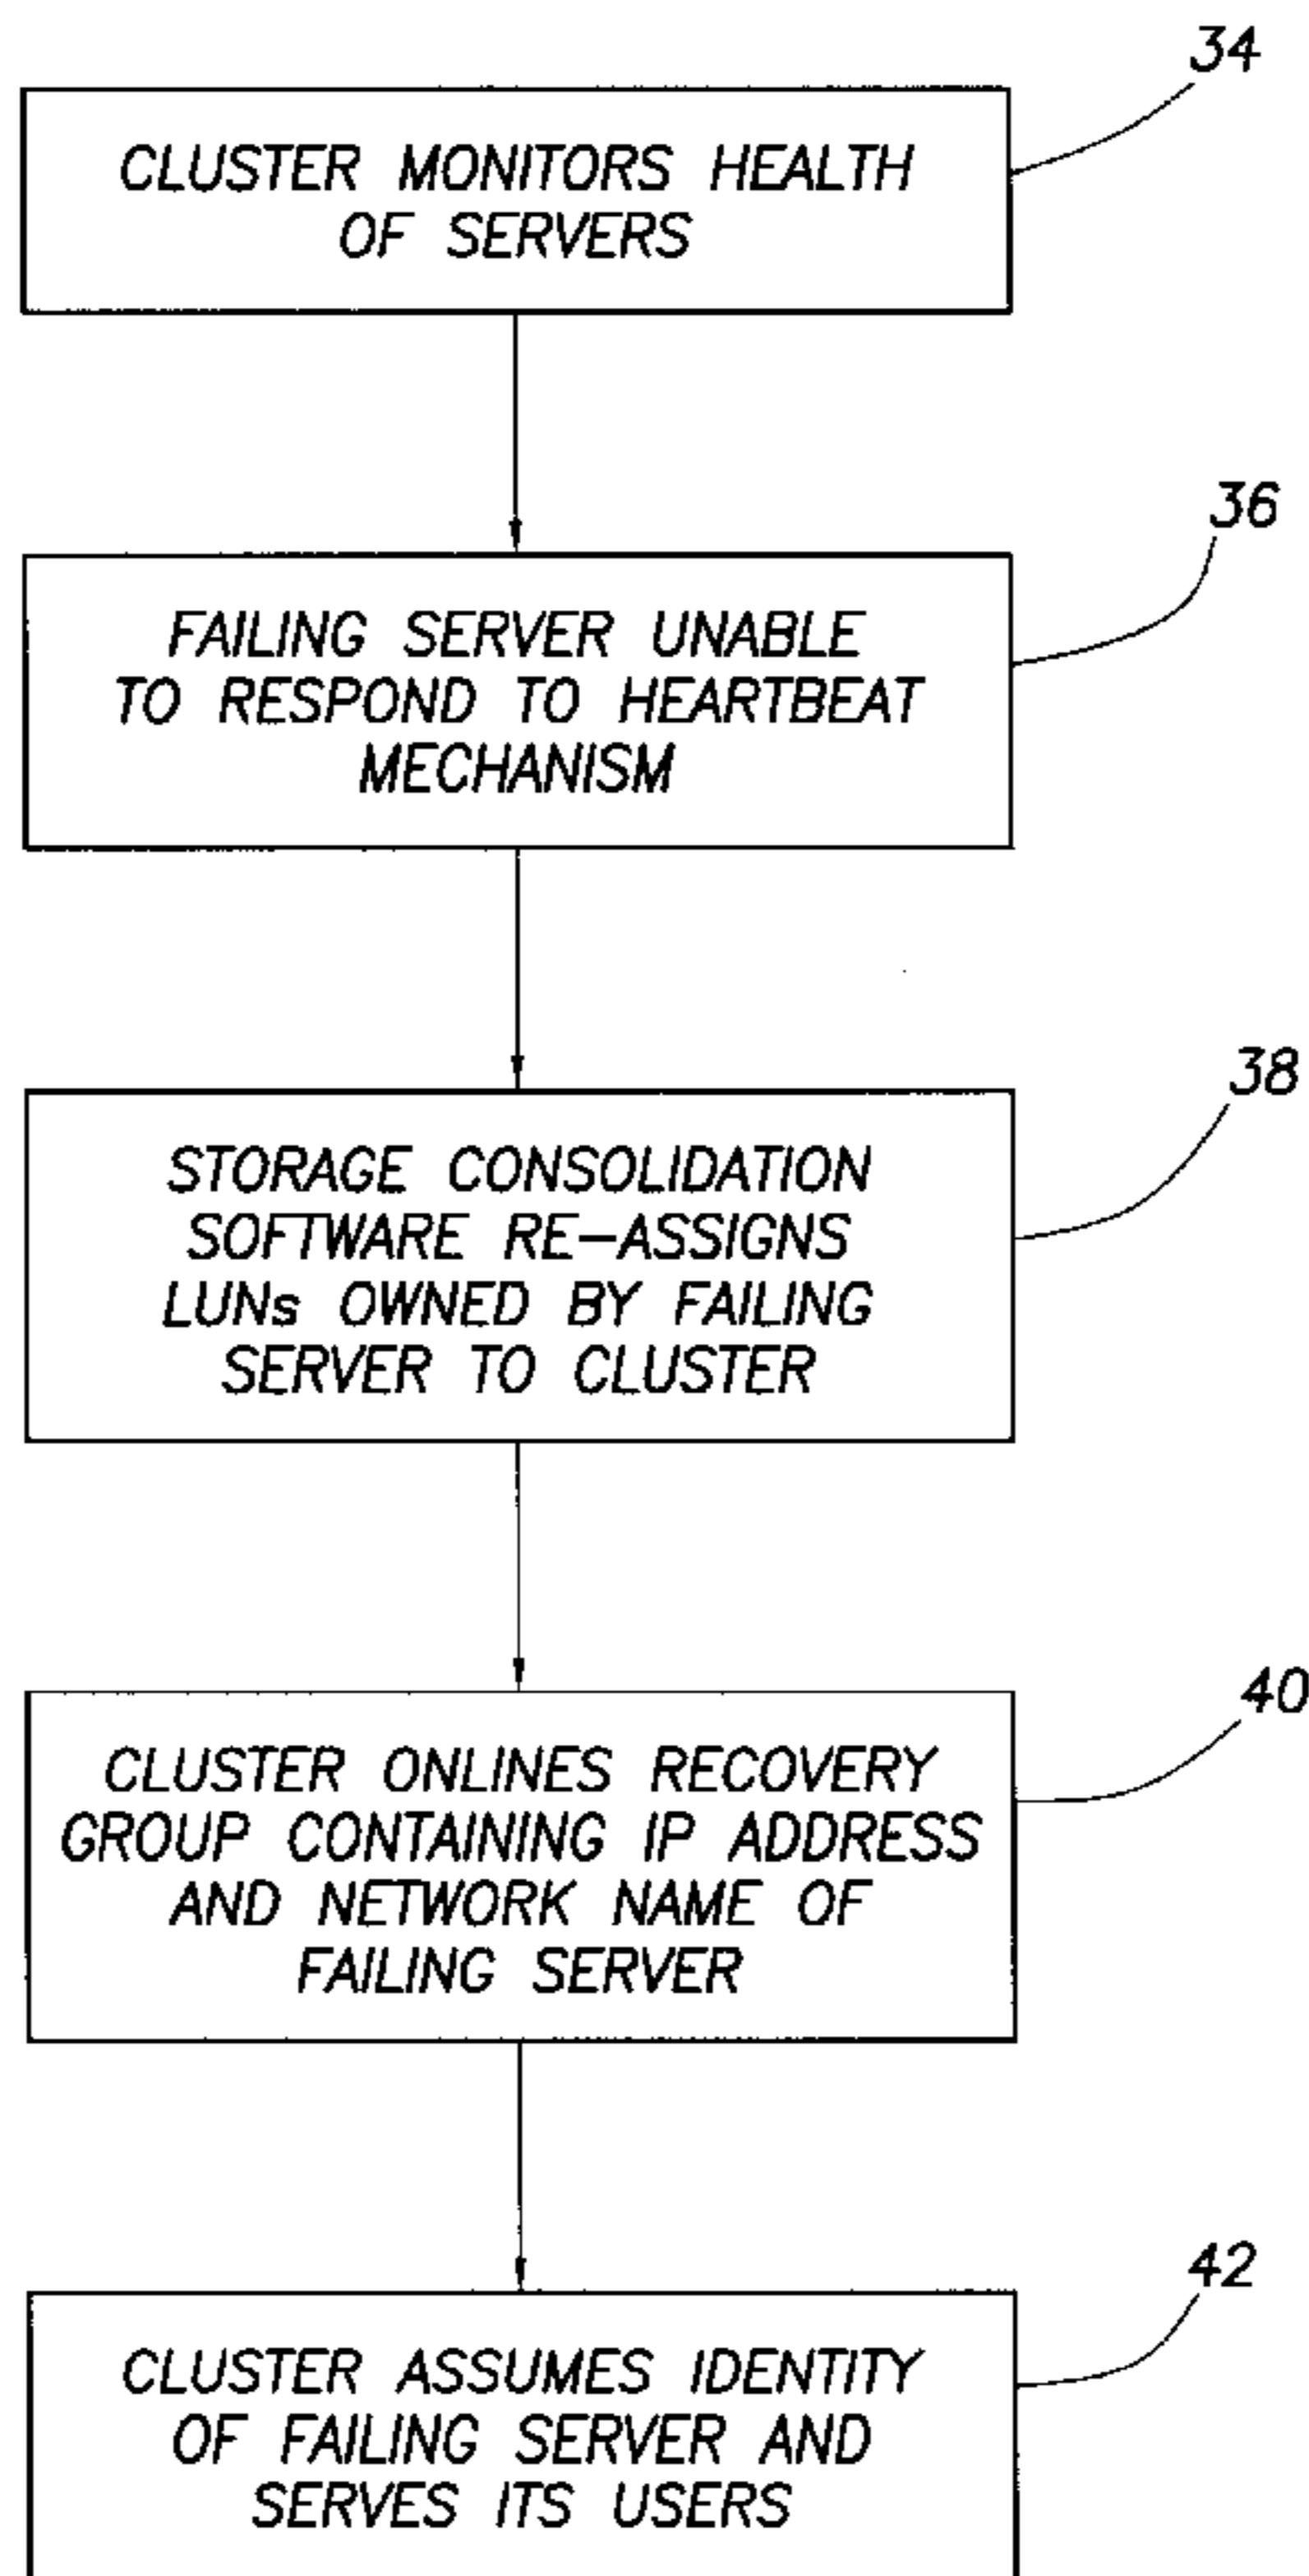 34
CLUSTER MONITORS HEALTH
OF SERVERS
36
FAILING SERVER UNABLE
TO RESPOND TO HEARTBEAT
MECHANISM
38
STORAGE CONSOLIDATION
SOFTWARE RE-ASSIGNS
LUNs OWNED BY FAILING
SERVER TO CLUSTER
40
CLUSTER ONLINES RECOVERY
GROUP CONTAINING IP ADDRESS
AND NETWORK NAME OF
FAILING SERVER
42
CLUSTER ASSUMES IDENTITY
OF FAILING SERVER AND
SERVES ITS USERS